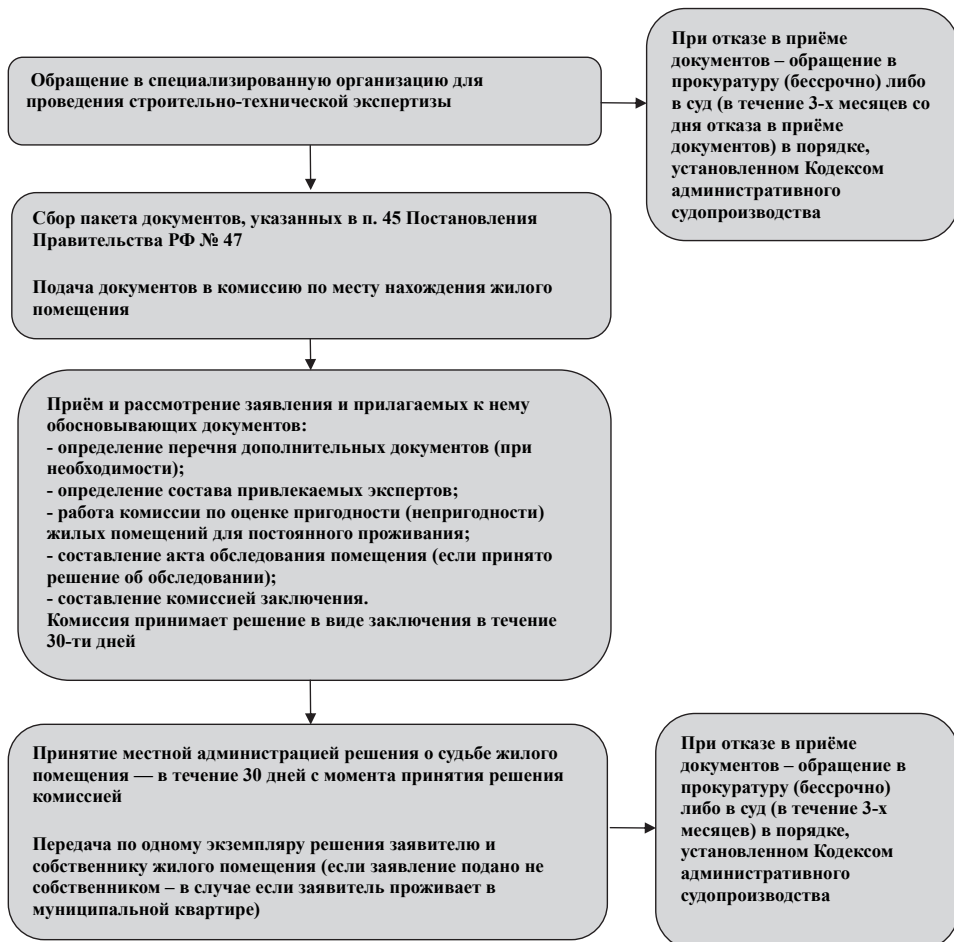 Обращение в специализированную организацию для
проведения строительно-технической экспертизы
При отказе в приёме
документов – обращение в
прокуратуру (бессрочно) либо
в суд (в течение 3-х месяцев со
дня отказа в приёме
документов) в порядке,
установленном Кодексом
административного
судопроизводства
Сбор пакета документов, указанных в п. 45 Постановления
Правительства РФ № 47
Подача документов в комиссию по месту нахождения жилого
помещения
Приём и рассмотрение заявления и прилагаемых к нему
обосновывающих документов:
- определение перечня дополнительных документов (при
необходимости);
- определение состава привлекаемых экспертов;
- работа комиссии по оценке пригодности (непригодности)
жилых помещений для постоянного проживания;
- составление акта обследования помещения (если принято
решение об обследовании);
- составление комиссией заключения.
Комиссия принимает решение в виде заключения в течение
30-ти дней
Принятие местной администрацией решения о судьбе жилого
помещения — в течение 30 дней с момента принятия решения
комиссией
Передача по одному экземпляру решения заявителю и
собственнику жилого помещения (если заявление подано не
собственником – в случае если заявитель проживает в
муниципальной квартире)
При отказе в приёме
документов – обращение в
прокуратуру (бессрочно)
либо в суд (в течение 3-х
месяцев) в порядке,
установленном Кодексом
административного
судопроизводства